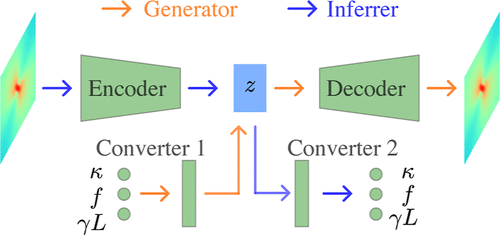 Generator Inferrer
Encoder z Decoder
Converter 1 Converter 2
κ κ
f f
γL γL